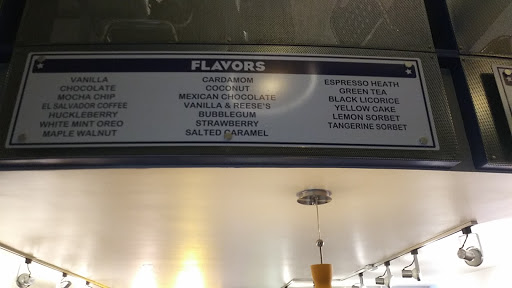 FLAVORS
VANILLA
CHOCOLATE
MOCHA CHIP
EL SALVADOR COFFEE
HUCKLEBERRY
WHITE MINT OREO
MAPLE WALNUT
CARDAMOM
COCONUT
MEXICAN CHOCOLATE
VANILLA & REESE'S
BUBBLEGUM
STRAWBERRY
SALTED CARAMEL
ESPRESSO HEATH
GREEN TEA
BLACK LICORICE
YELLOW CAKE
LEMON SORBET
TANGERINE SORBET